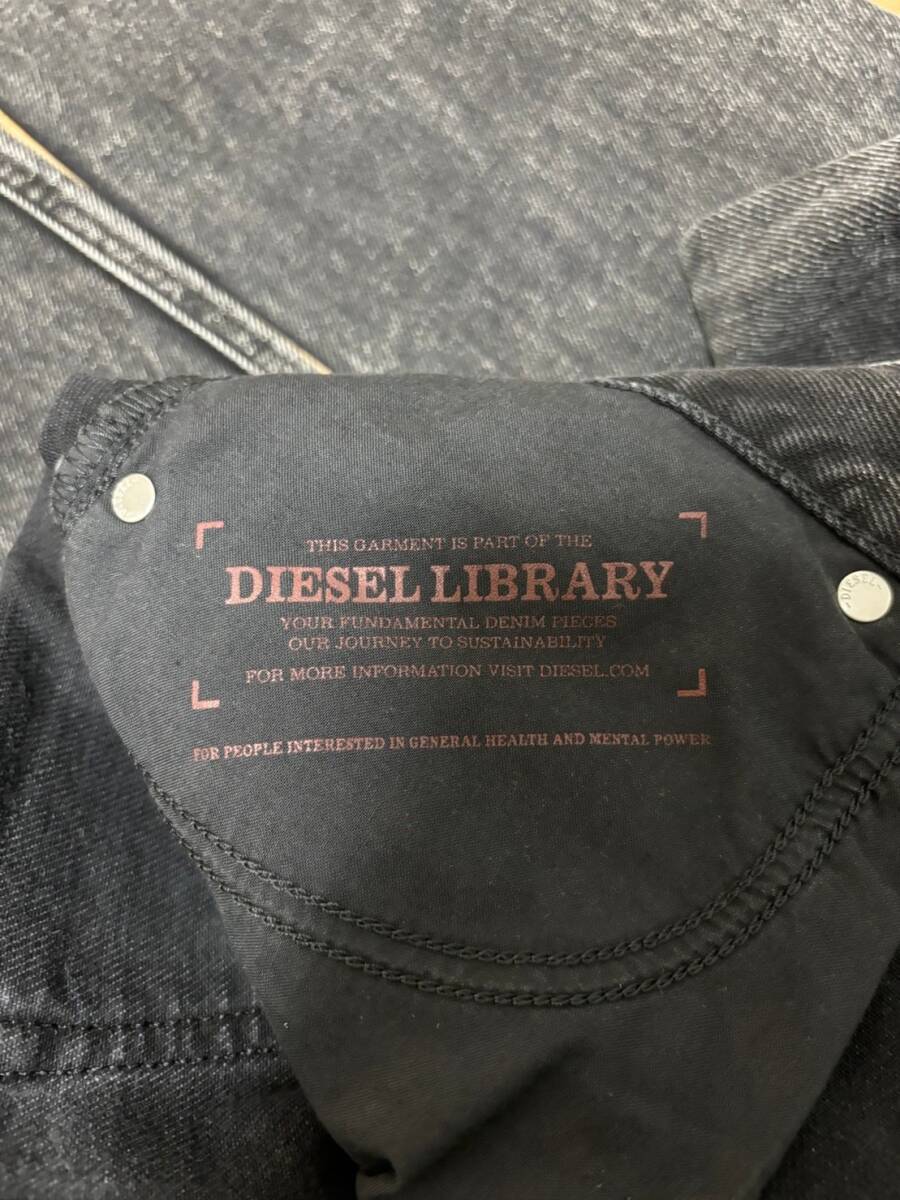 THIS GARMENT IS PART OF THE
DIESEL LIBRARY
YOUR FUNDAMENTAL DENIM PIECES
OUR JOURNEY TO SUSTAINABILITY
FOR MORE INFORMATION VISIT DIESEL.COM
FOR PEOPLE INTERESTED IN GENERAL HEALTH AND MENTAL POWER
DIESEL